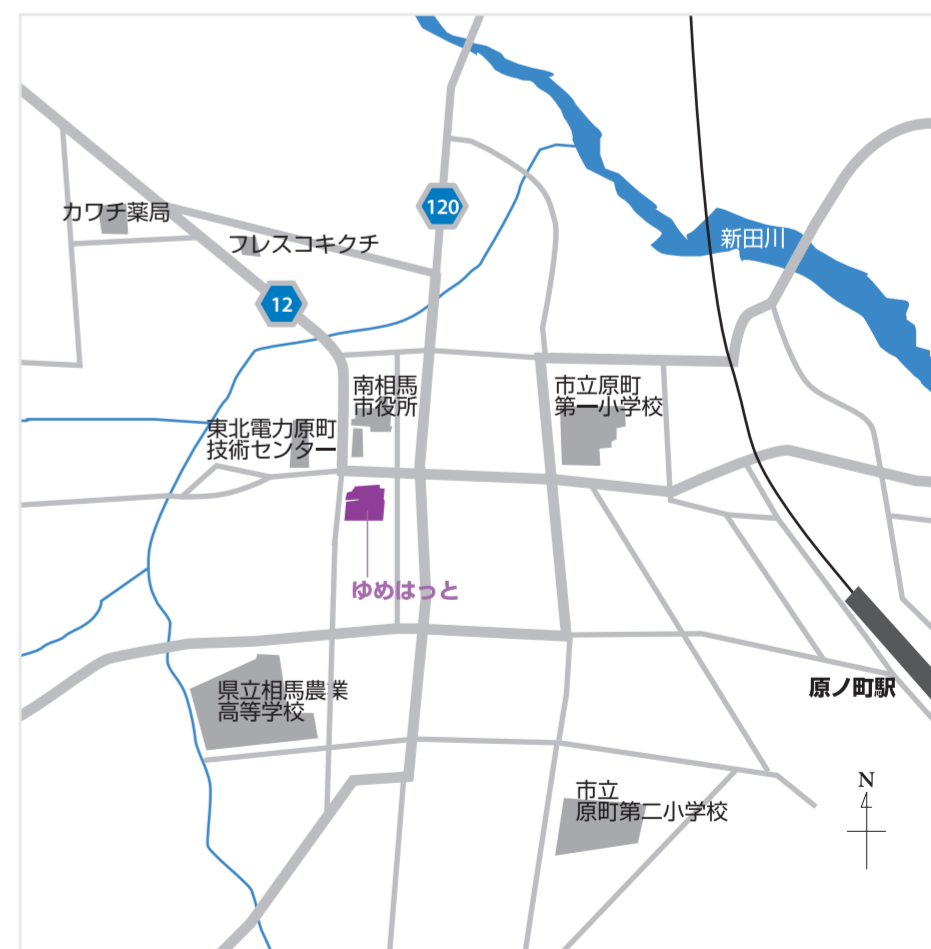 120
カワチ薬局
フレスコキクチ
新田川
12
南相馬
市役所
市立原町
第一小学校
東北電力原町
技術センター
ゆめはっと
県立相馬農業
高等学校
原ノ町駅
N
市立
原町第二小学校